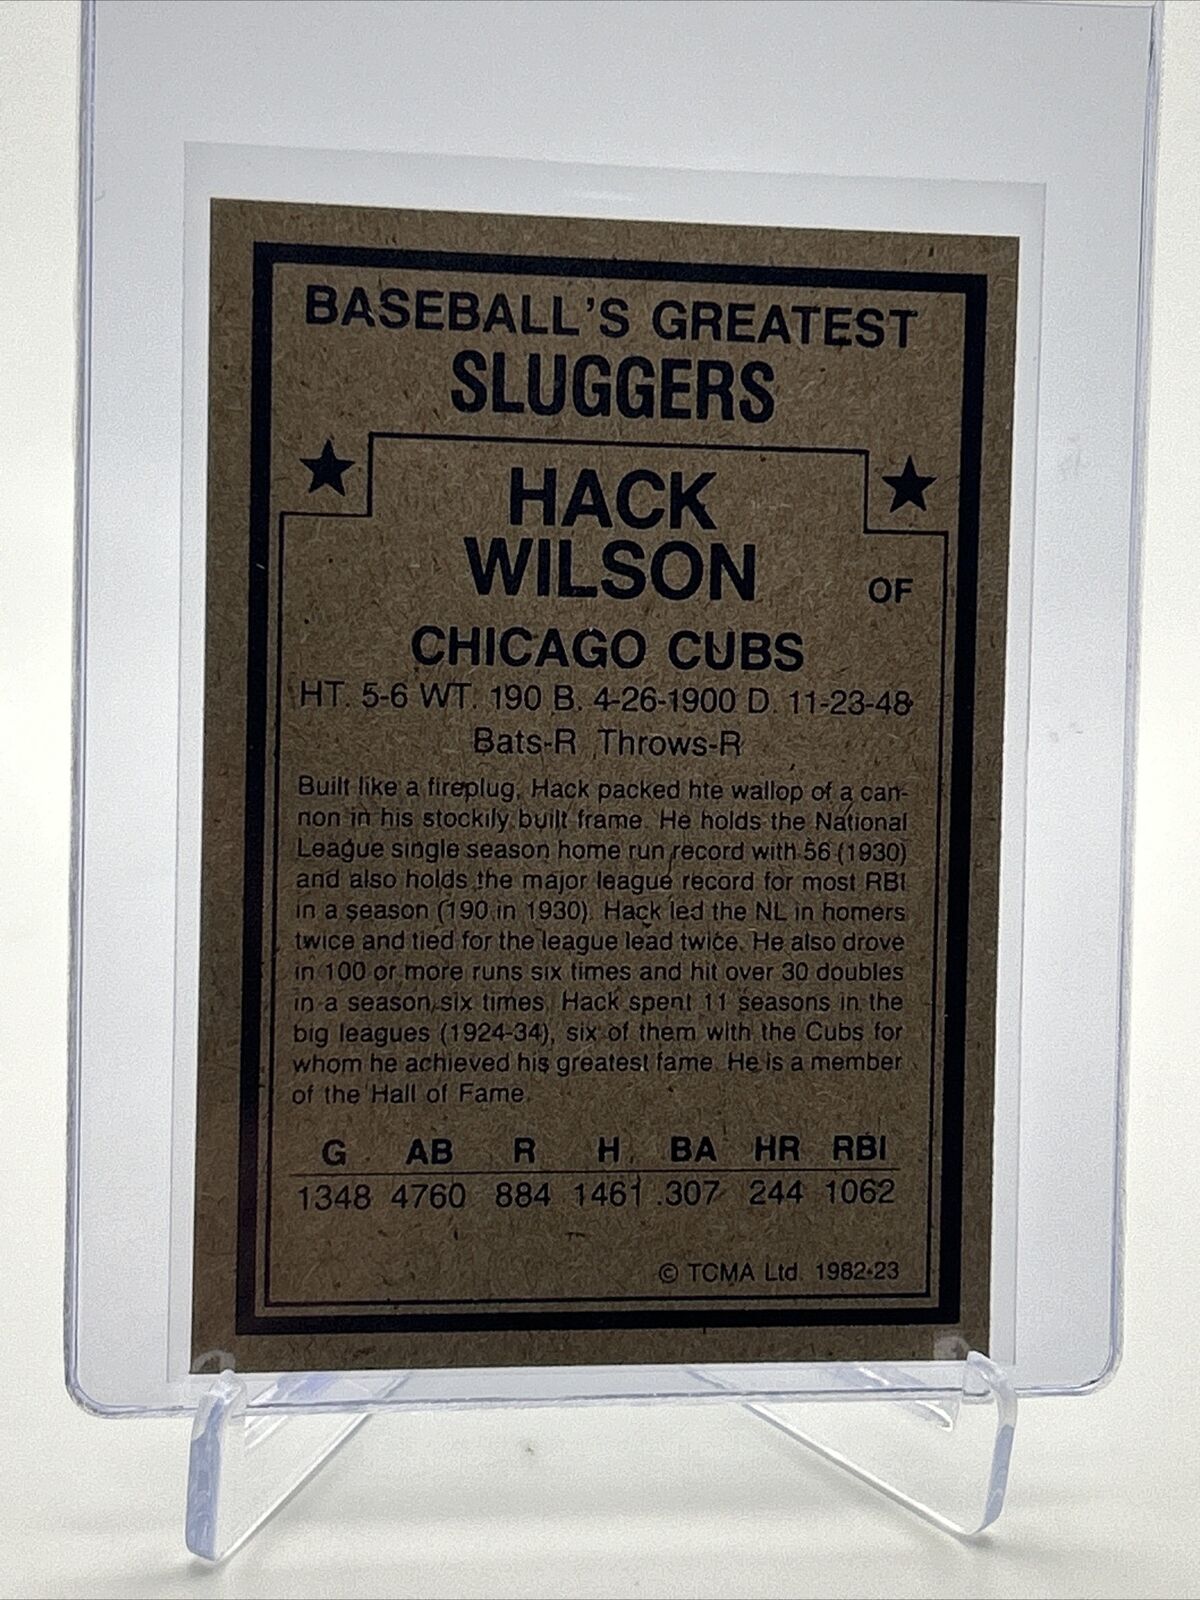 BASEBALL'S GREATEST
SLUGGERS
HACK
WILSON
OF
CHICAGO CUBS
HT. 5-6 WT. 190 B. 4-26-1900 D. 11-23-48
Bats-R Throws-R
Built like a fireplug, Hack packed hte wallop of a can-
non in his stockily built frame. He holds the National
League single season home run record with 56 (1930)
and also holds the major league record for most RBI
in a season (190 in 1930). Hack led the NL in homers
twice and tied for the league lead twice. He also drove
in 100 or more runs six times and hit over 30 doubles
in a season six times. Hack spent 11 seasons in the
big leagues (1924-34), six of them with the Cubs for
whom he achieved his greatest fame. He is a member
of the Hall of Fame.
G AB R H BA HR RBI
1348 4760 884 1461 .307 244 1062
© TCMA Ltd. 1982-23